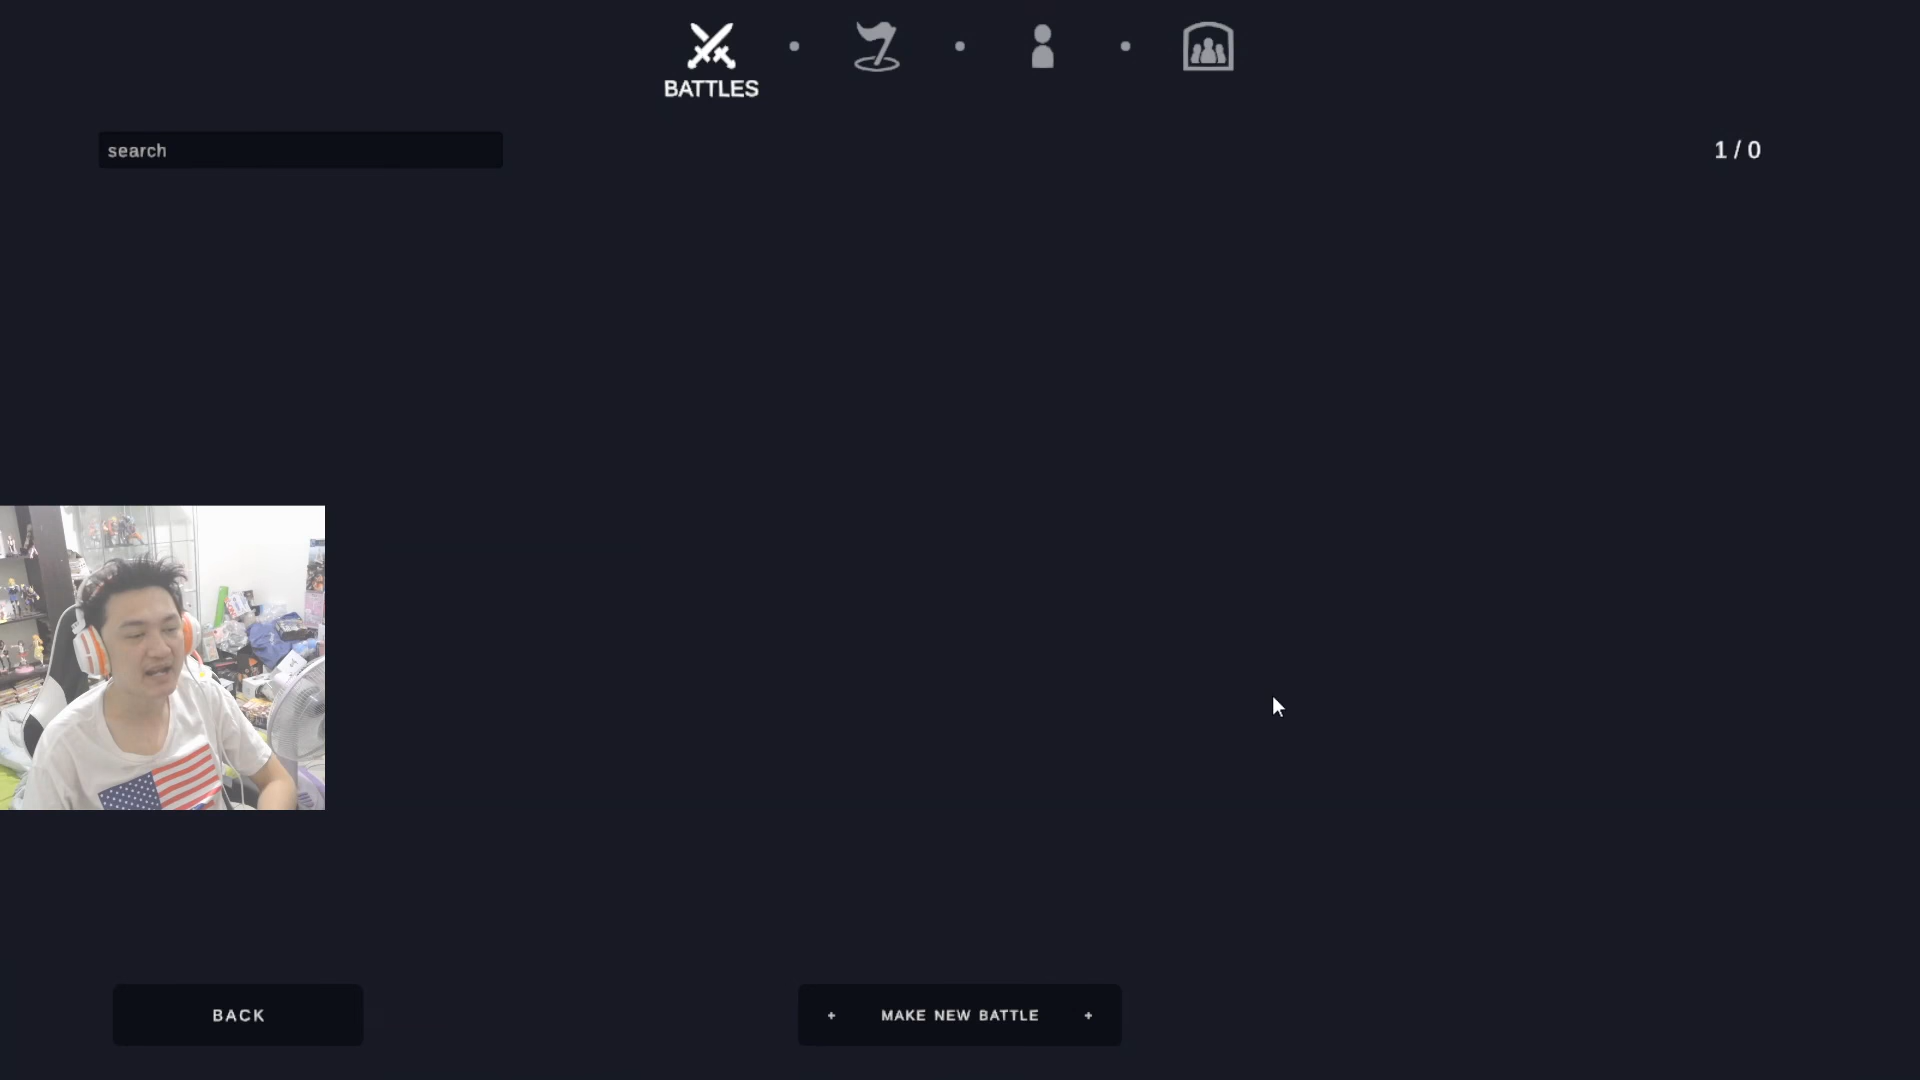 BATTLES
search
1 / 0
BACK
+ MAKE NEW BATTLE +